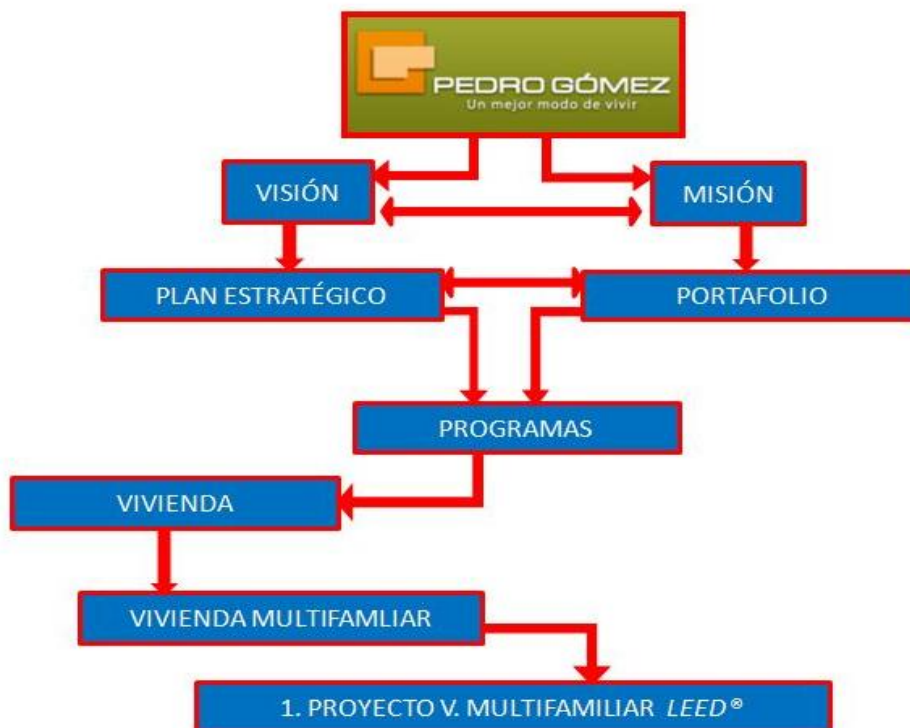 PEDRO GÓMEZ
Un mejor modo de vivir
VISIÓN
MISIÓN
PLAN ESTRATÉGICO
PORTAFOLIO
PROGRAMAS
VIVIENDA
VIVIENDA MULTIFAMLIAR
1. PROYECTO V. MULTIFAMILIAR LEED®